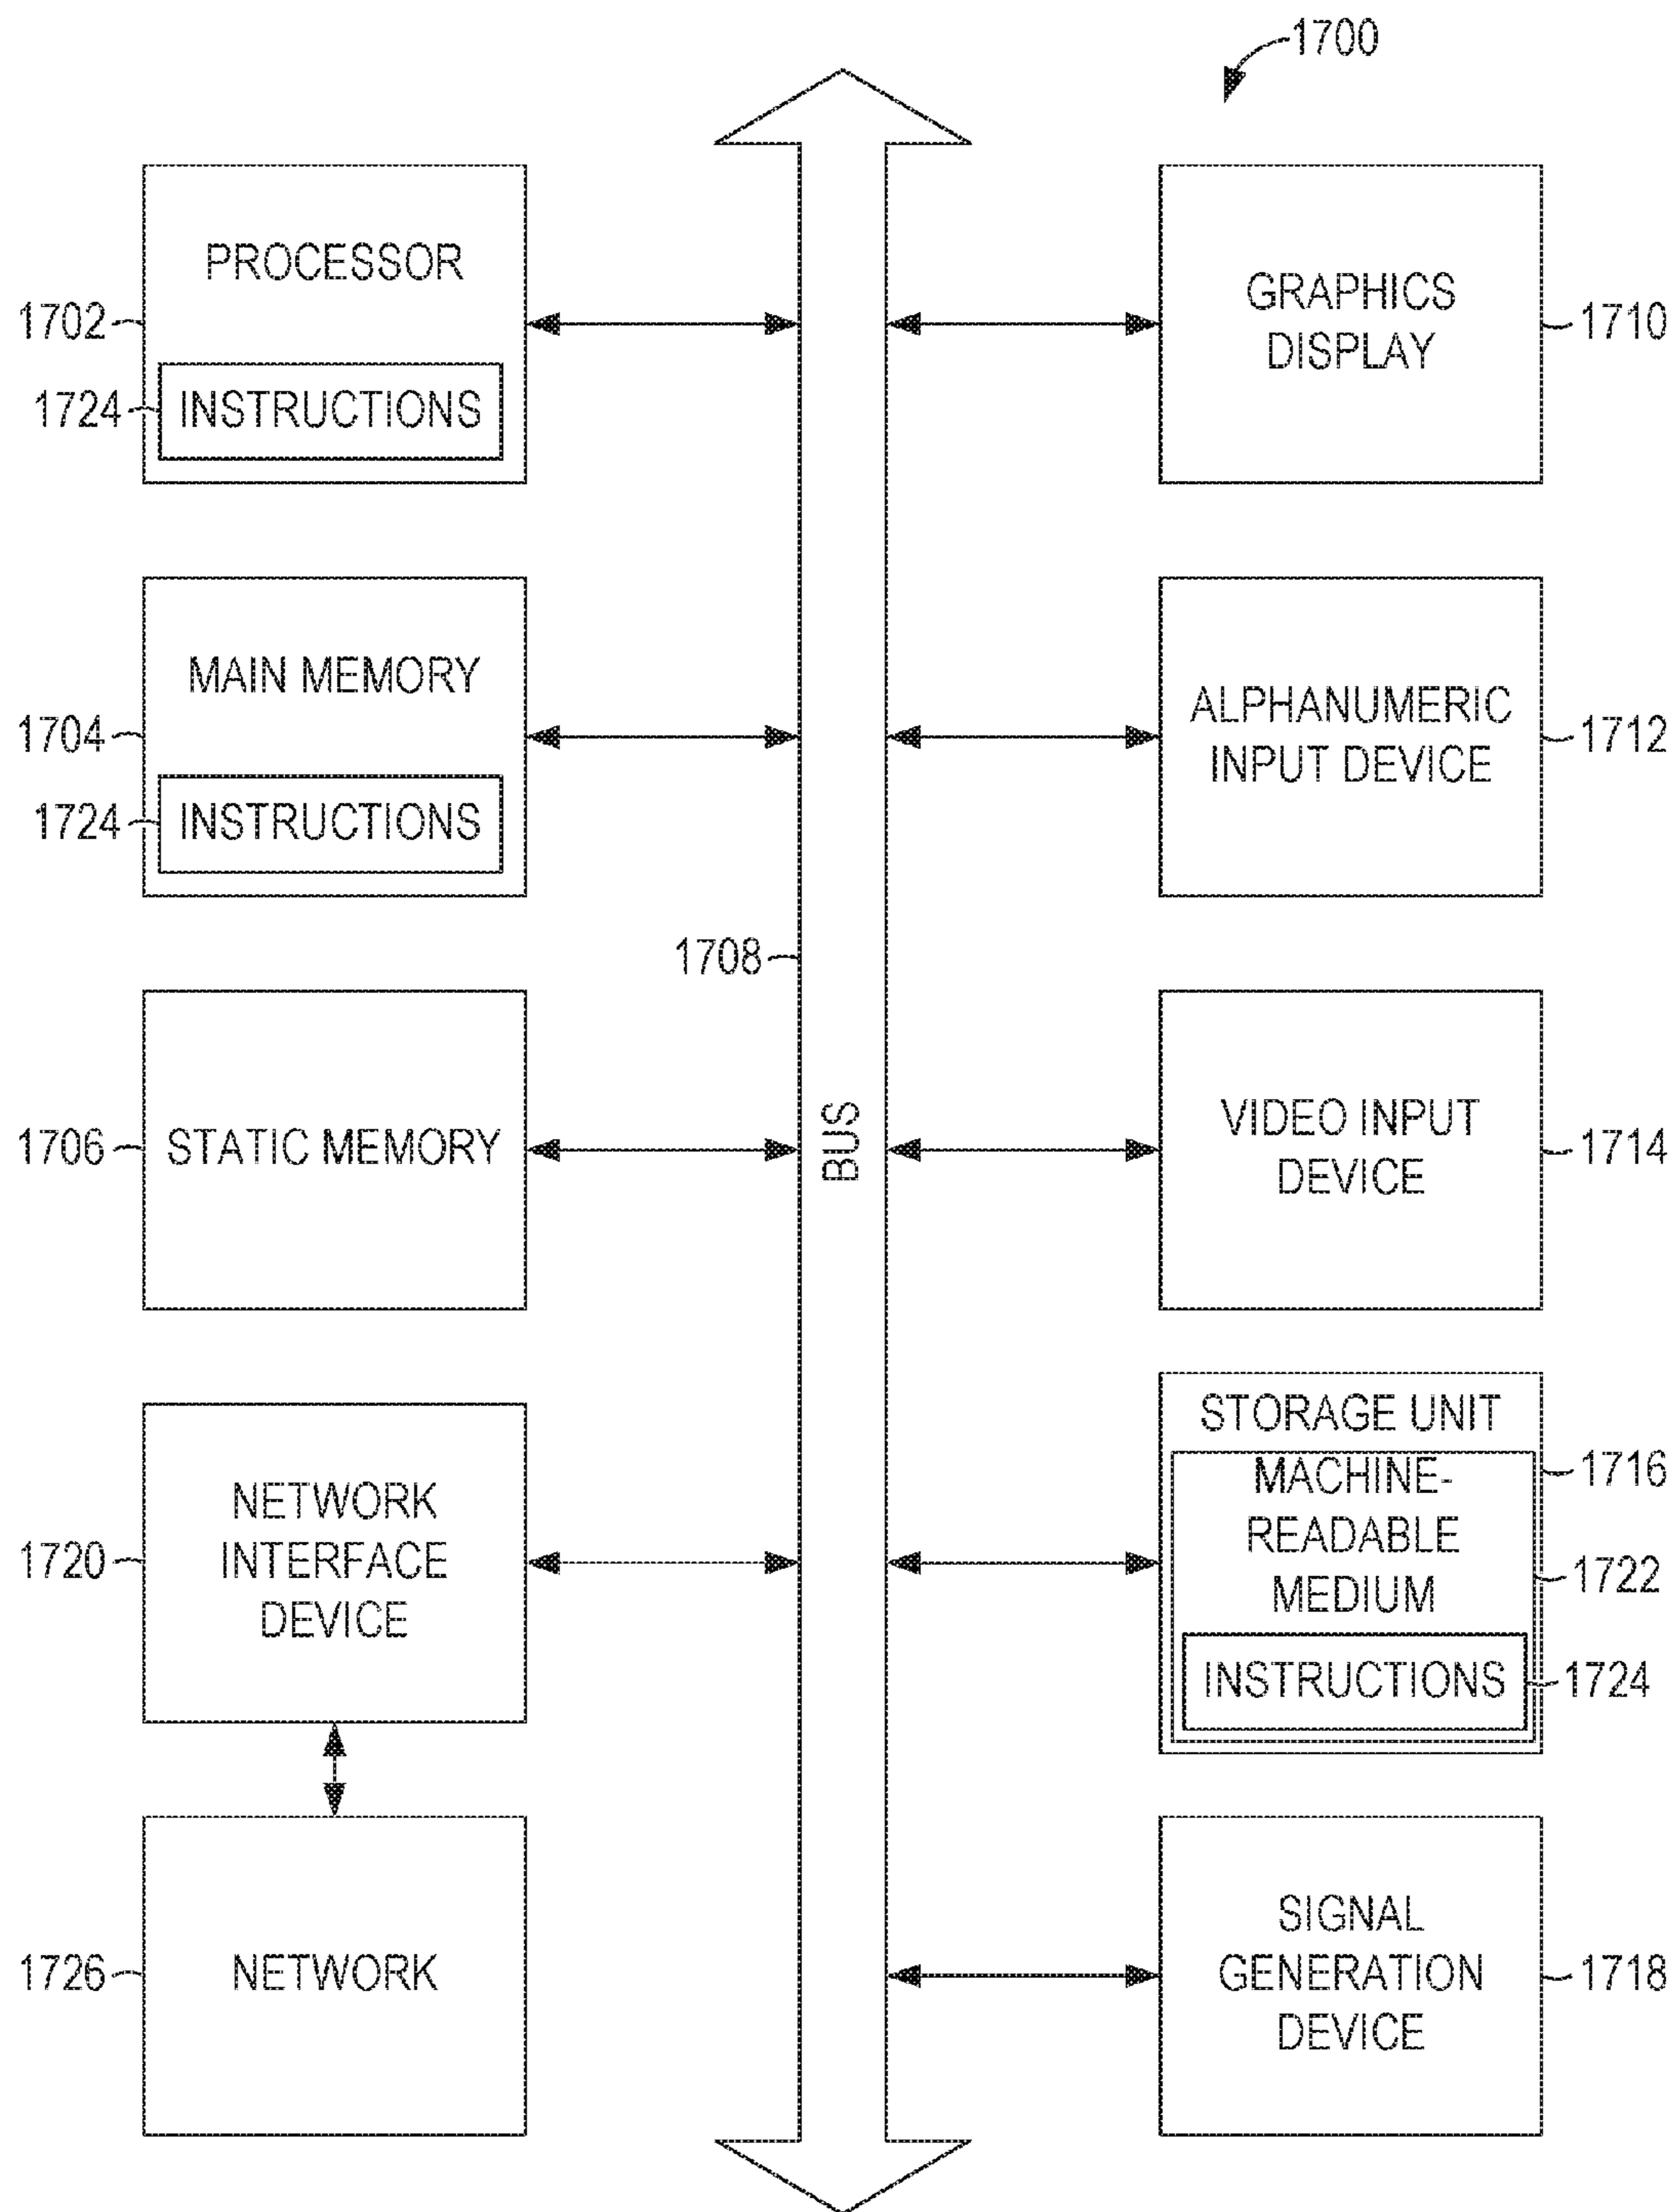 1700
PROCESSOR
1702
1724
INSTRUCTIONS
GRAPHICS
DISPLAY
1710
MAIN MEMORY
1704
1724
INSTRUCTIONS
ALPHANUMERIC
INPUT DEVICE
1712
1708
BUS
1706
STATIC MEMORY
VIDEO INPUT
DEVICE
1714
NETWORK
INTERFACE
DEVICE
1720
STORAGE UNIT
1716
MACHINE-
READABLE
MEDIUM
1722
INSTRUCTIONS
1724
1726
NETWORK
SIGNAL
GENERATION
DEVICE
1718